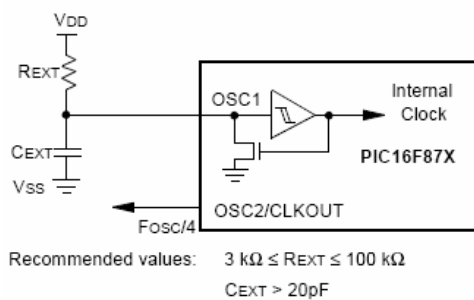 VDD
REXT
OSC1
Internal
Clock
CEXT
PIC16F87X
VSS
OSC2/CLKOUT
FOSC/4
Recommended values: 3 kΩ ≤ REXT ≤ 100 kΩ
CEXT > 20pF